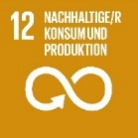 12 NACHHALTIGE/R
KONSUM UND
PRODUKTION